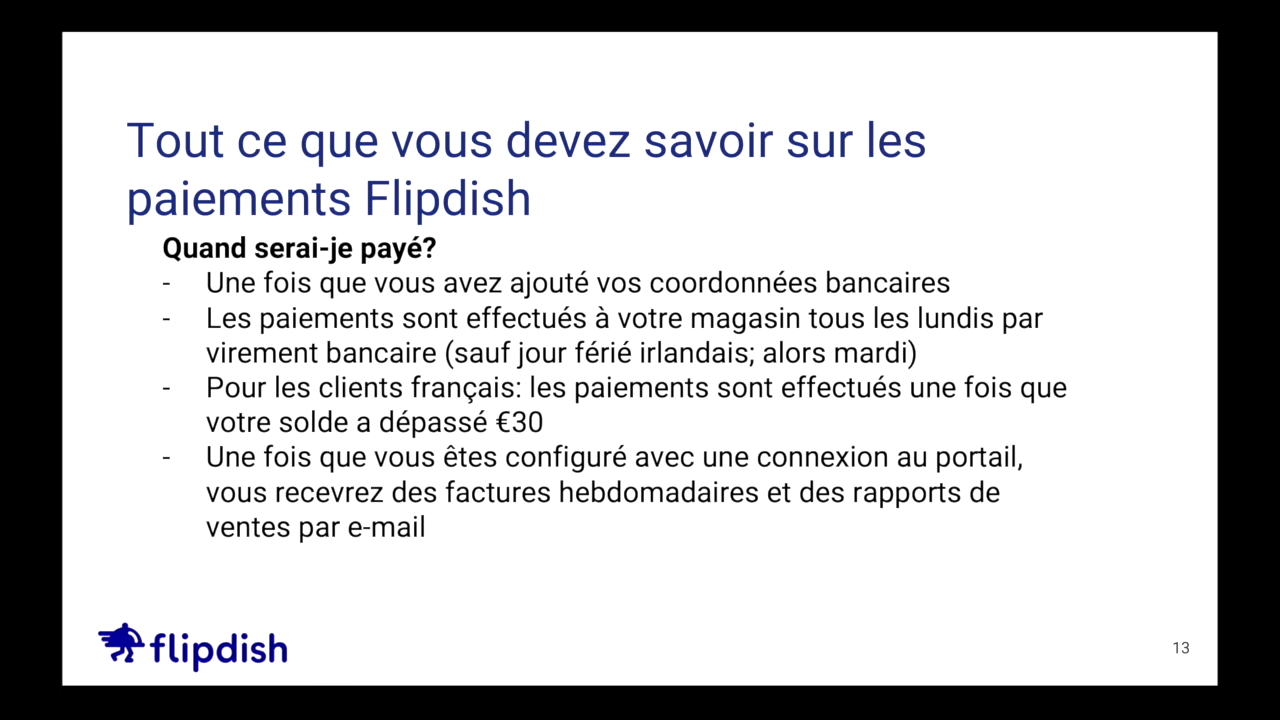 Tout ce que vous devez savoir sur les
paiements Flipdish
Quand serai-je payé?
- Une fois que vous avez ajouté vos coordonnées bancaires
- Les paiements sont effectués à votre magasin tous les lundis par
virement bancaire (sauf jour férié irlandais; alors mardi)
- Pour les clients français: les paiements sont effectués une fois que
votre solde a dépassé €30
- Une fois que vous êtes configuré avec une connexion au portail,
vous recevrez des factures hebdomadaires et des rapports de
ventes par e-mail
flipdish
13